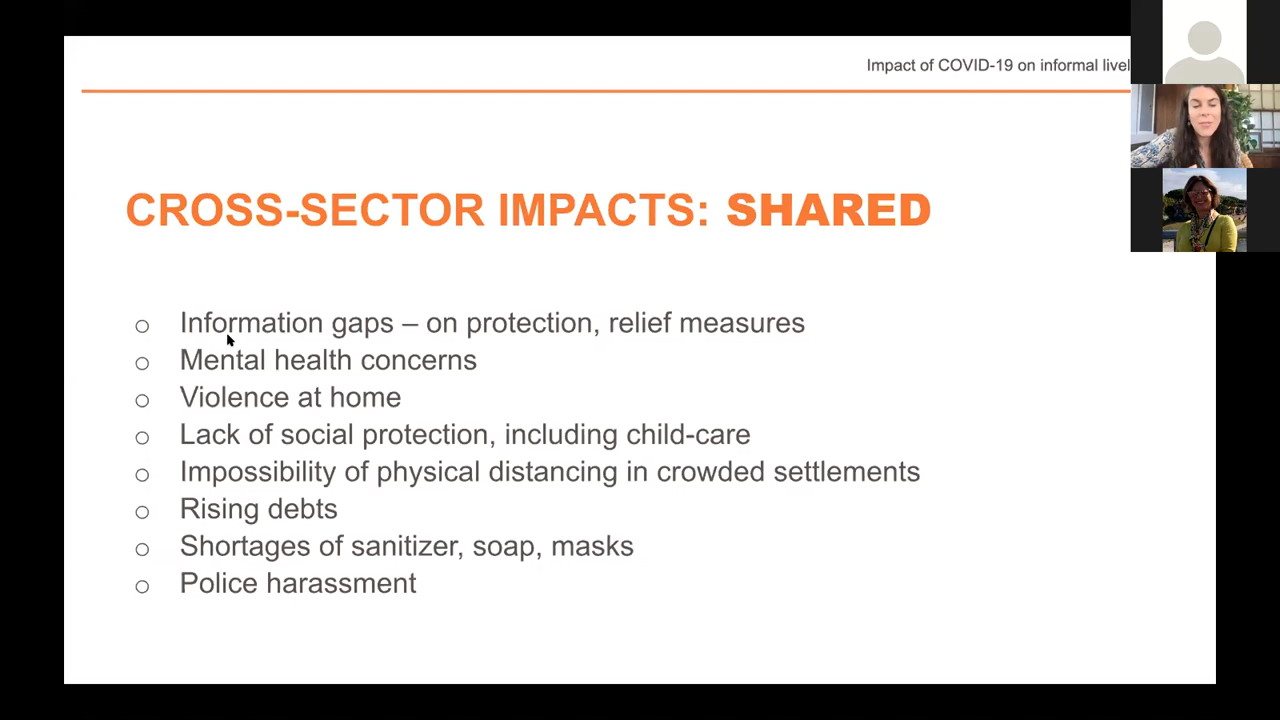 Impact of COVID-19 on informal
CROSS-SECTOR IMPACTS: SHARED
Information gaps – on protection, relief measures
Mental health concerns
Violence at home
Lack of social protection, including child-care
Impossibility of physical distancing in crowded settlements
Rising debts
Shortages of sanitizer, soap, masks
Police harassment